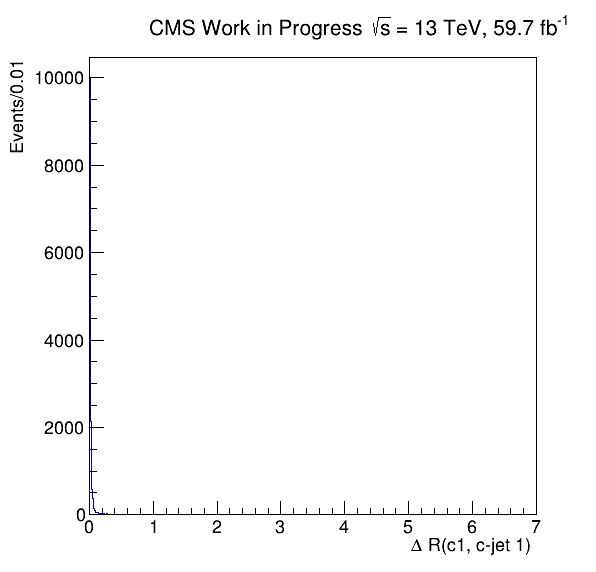 CMS Work in Progress √s = 13 TeV, 59.7 fb⁻¹
Events/0.01
10000
8000
6000
4000
2000
0
0 1 2 3 4 5 6 7
Δ R(c1, c-jet 1)